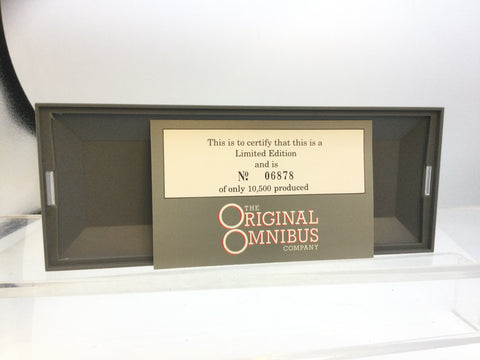 This is to certify that this is a
Limited Edition
and is
Nº 06878
of only 10,500 produced
THE
ORIGINAL
OMNIBUS
COMPANY